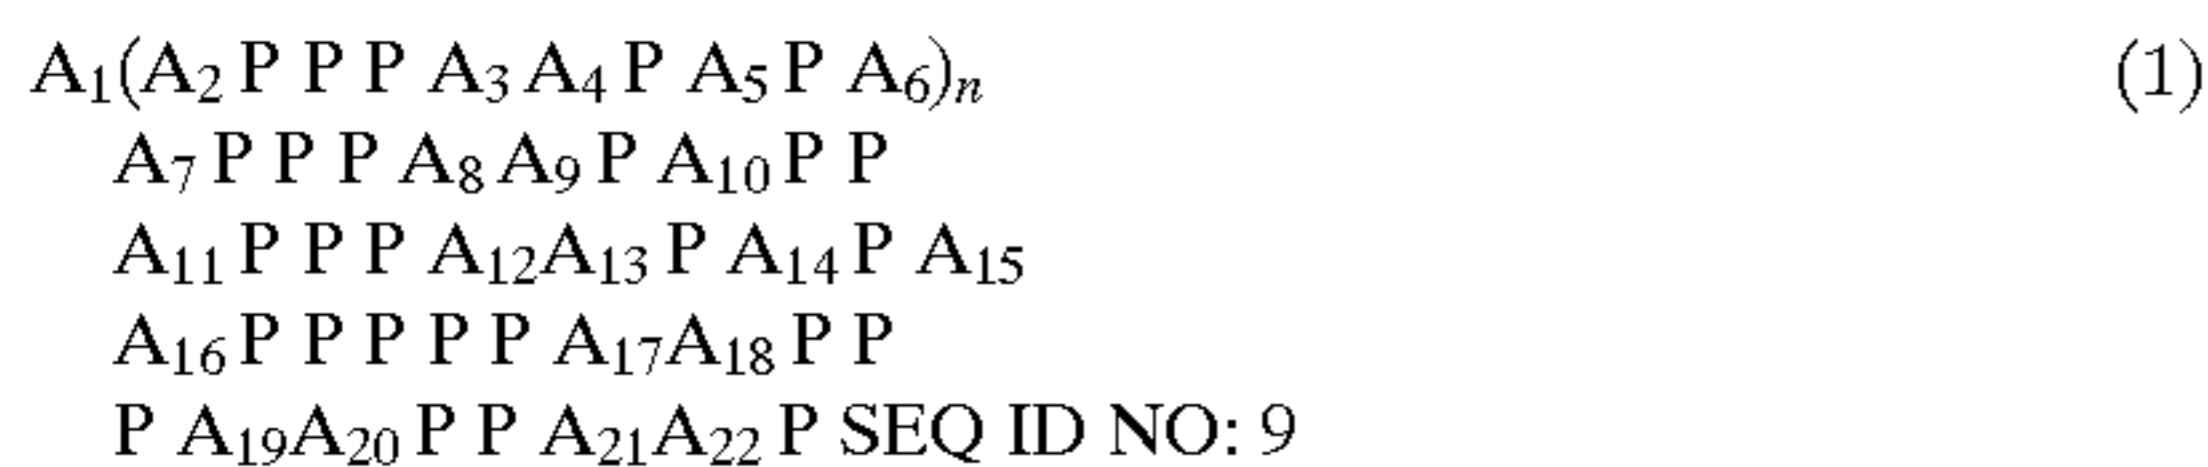 A₁(A₂ P P P A₃ A₄ P A₅ P A₆)ₙ (1)
A₇ P P P A₈ A₉ P A₁₀ P P
A₁₁ P P P A₁₂A₁₃ P A₁₄ P A₁₅
A₁₆ P P P P P A₁₇A₁₈ P P
P A₁₉A₂₀ P P A₂₁A₂₂ P SEQ ID NO: 9